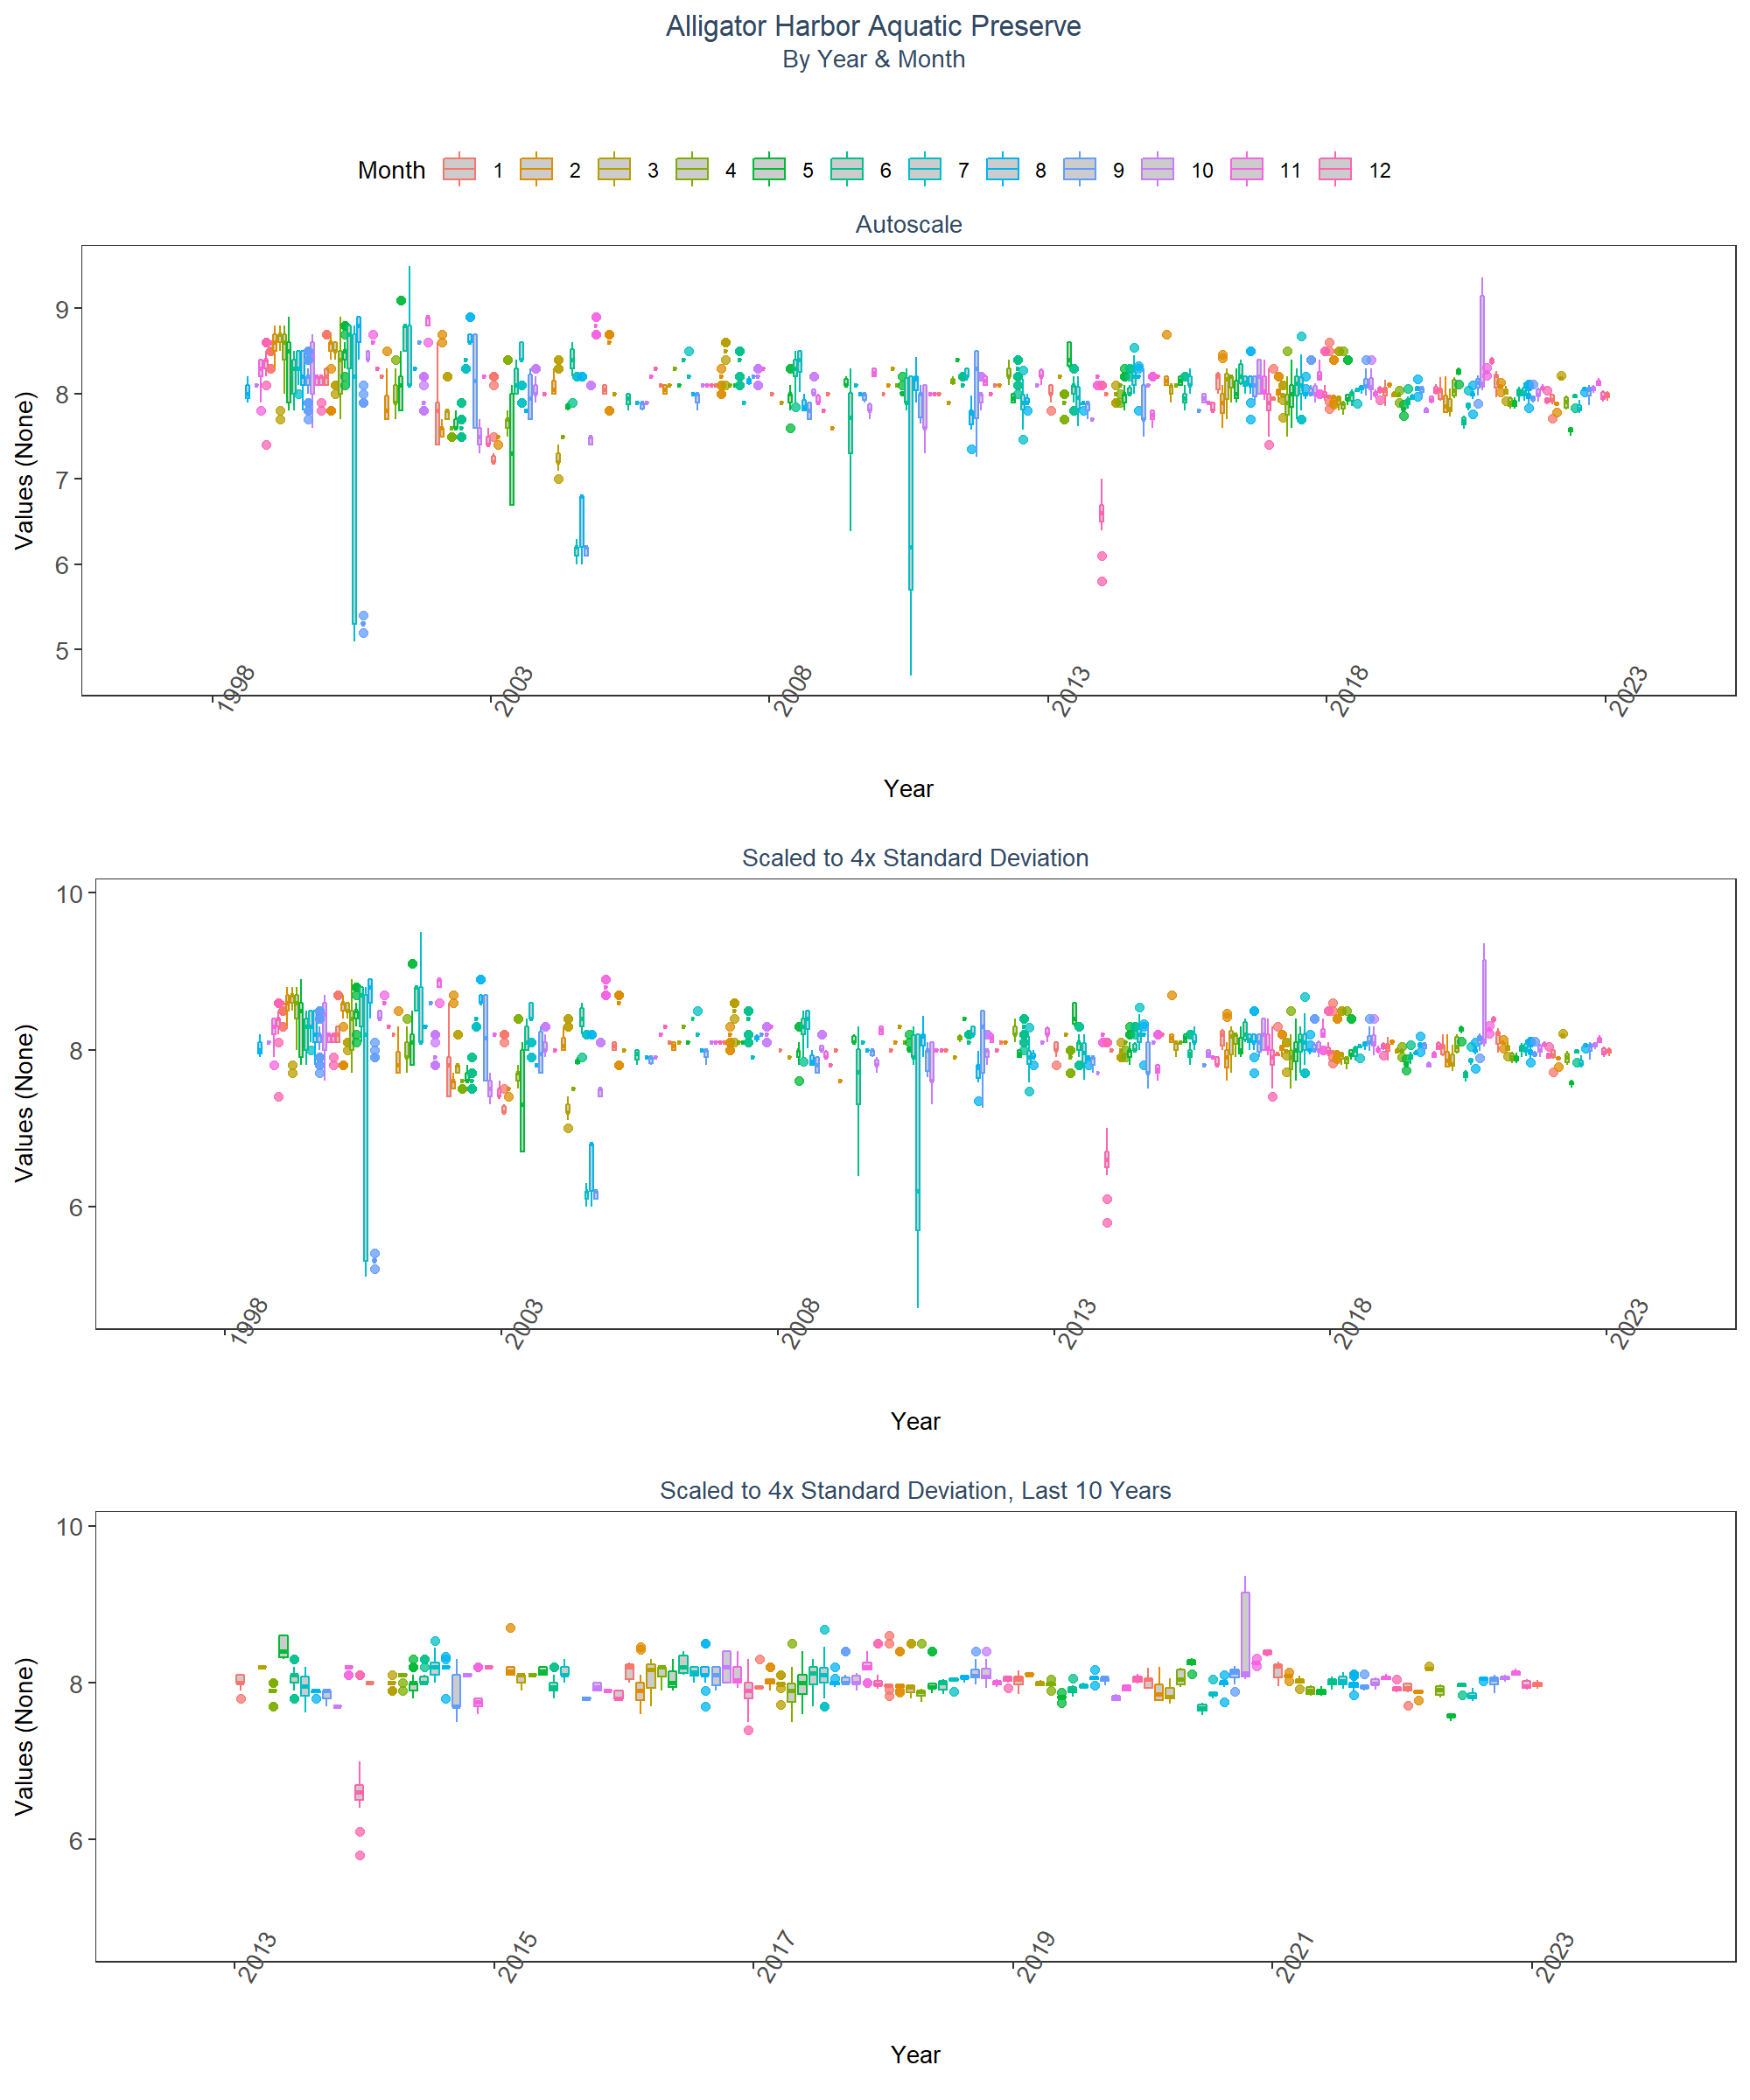 Alligator Harbor Aquatic Preserve
By Year & Month
Month 1 2 3 4 5 6 7 8 9 10 11 12
Autoscale
Values (None)
9
8
7
6
5
1998 2003 2008 2013 2018 2023
Year
Scaled to 4x Standard Deviation
Values (None)
10
8
6
1998 2003 2008 2013 2018 2023
Year
Scaled to 4x Standard Deviation, Last 10 Years
Values (None)
10
8
6
2013 2015 2017 2019 2021 2023
Year